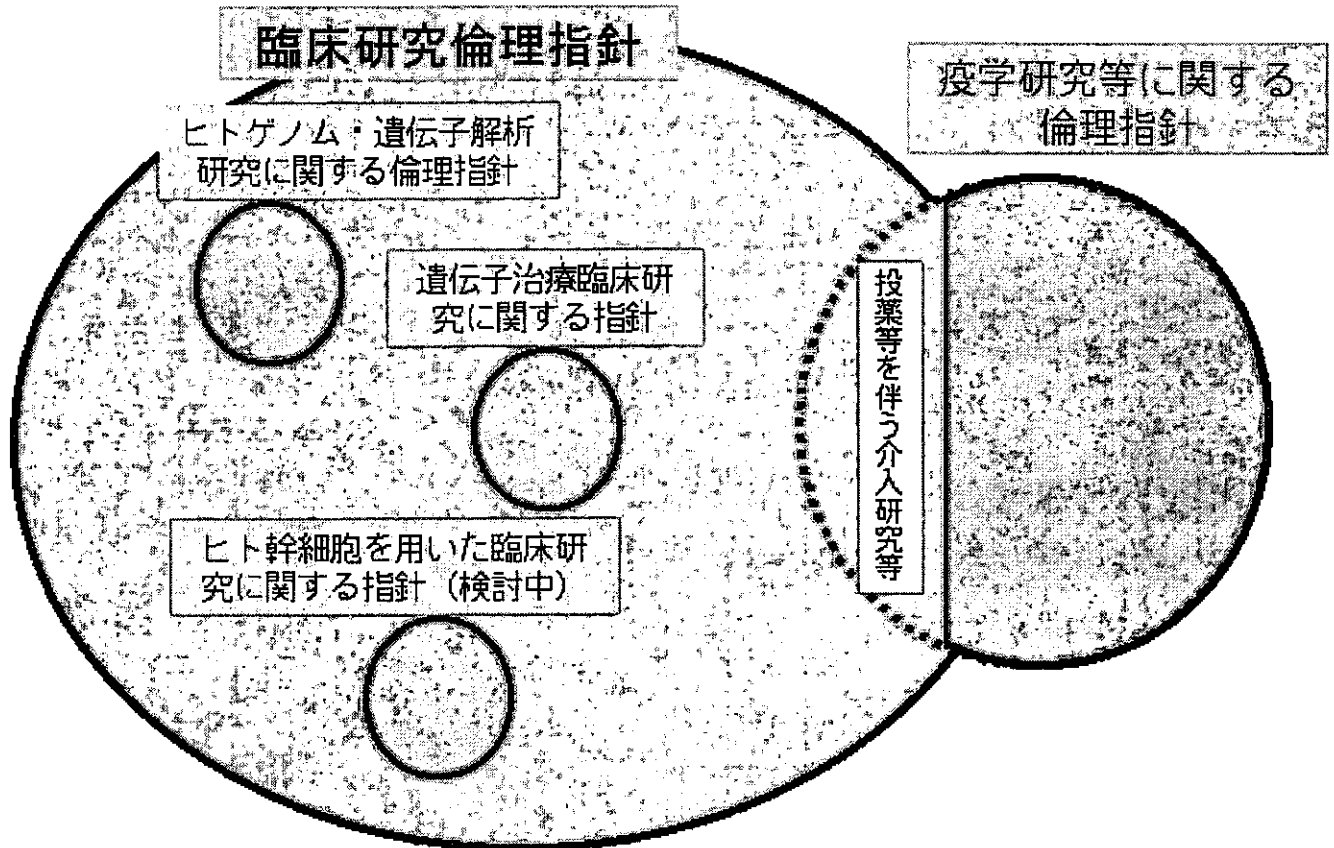 臨床研究倫理指針
疫学研究等に関する
倫理指針
ヒトゲノム・遺伝子解析
研究に関する倫理指針
遺伝子治療臨床研
究に関する指針
投薬等を伴う介入研究等
ヒト幹細胞を用いた臨床研
究に関する指針（検討中）